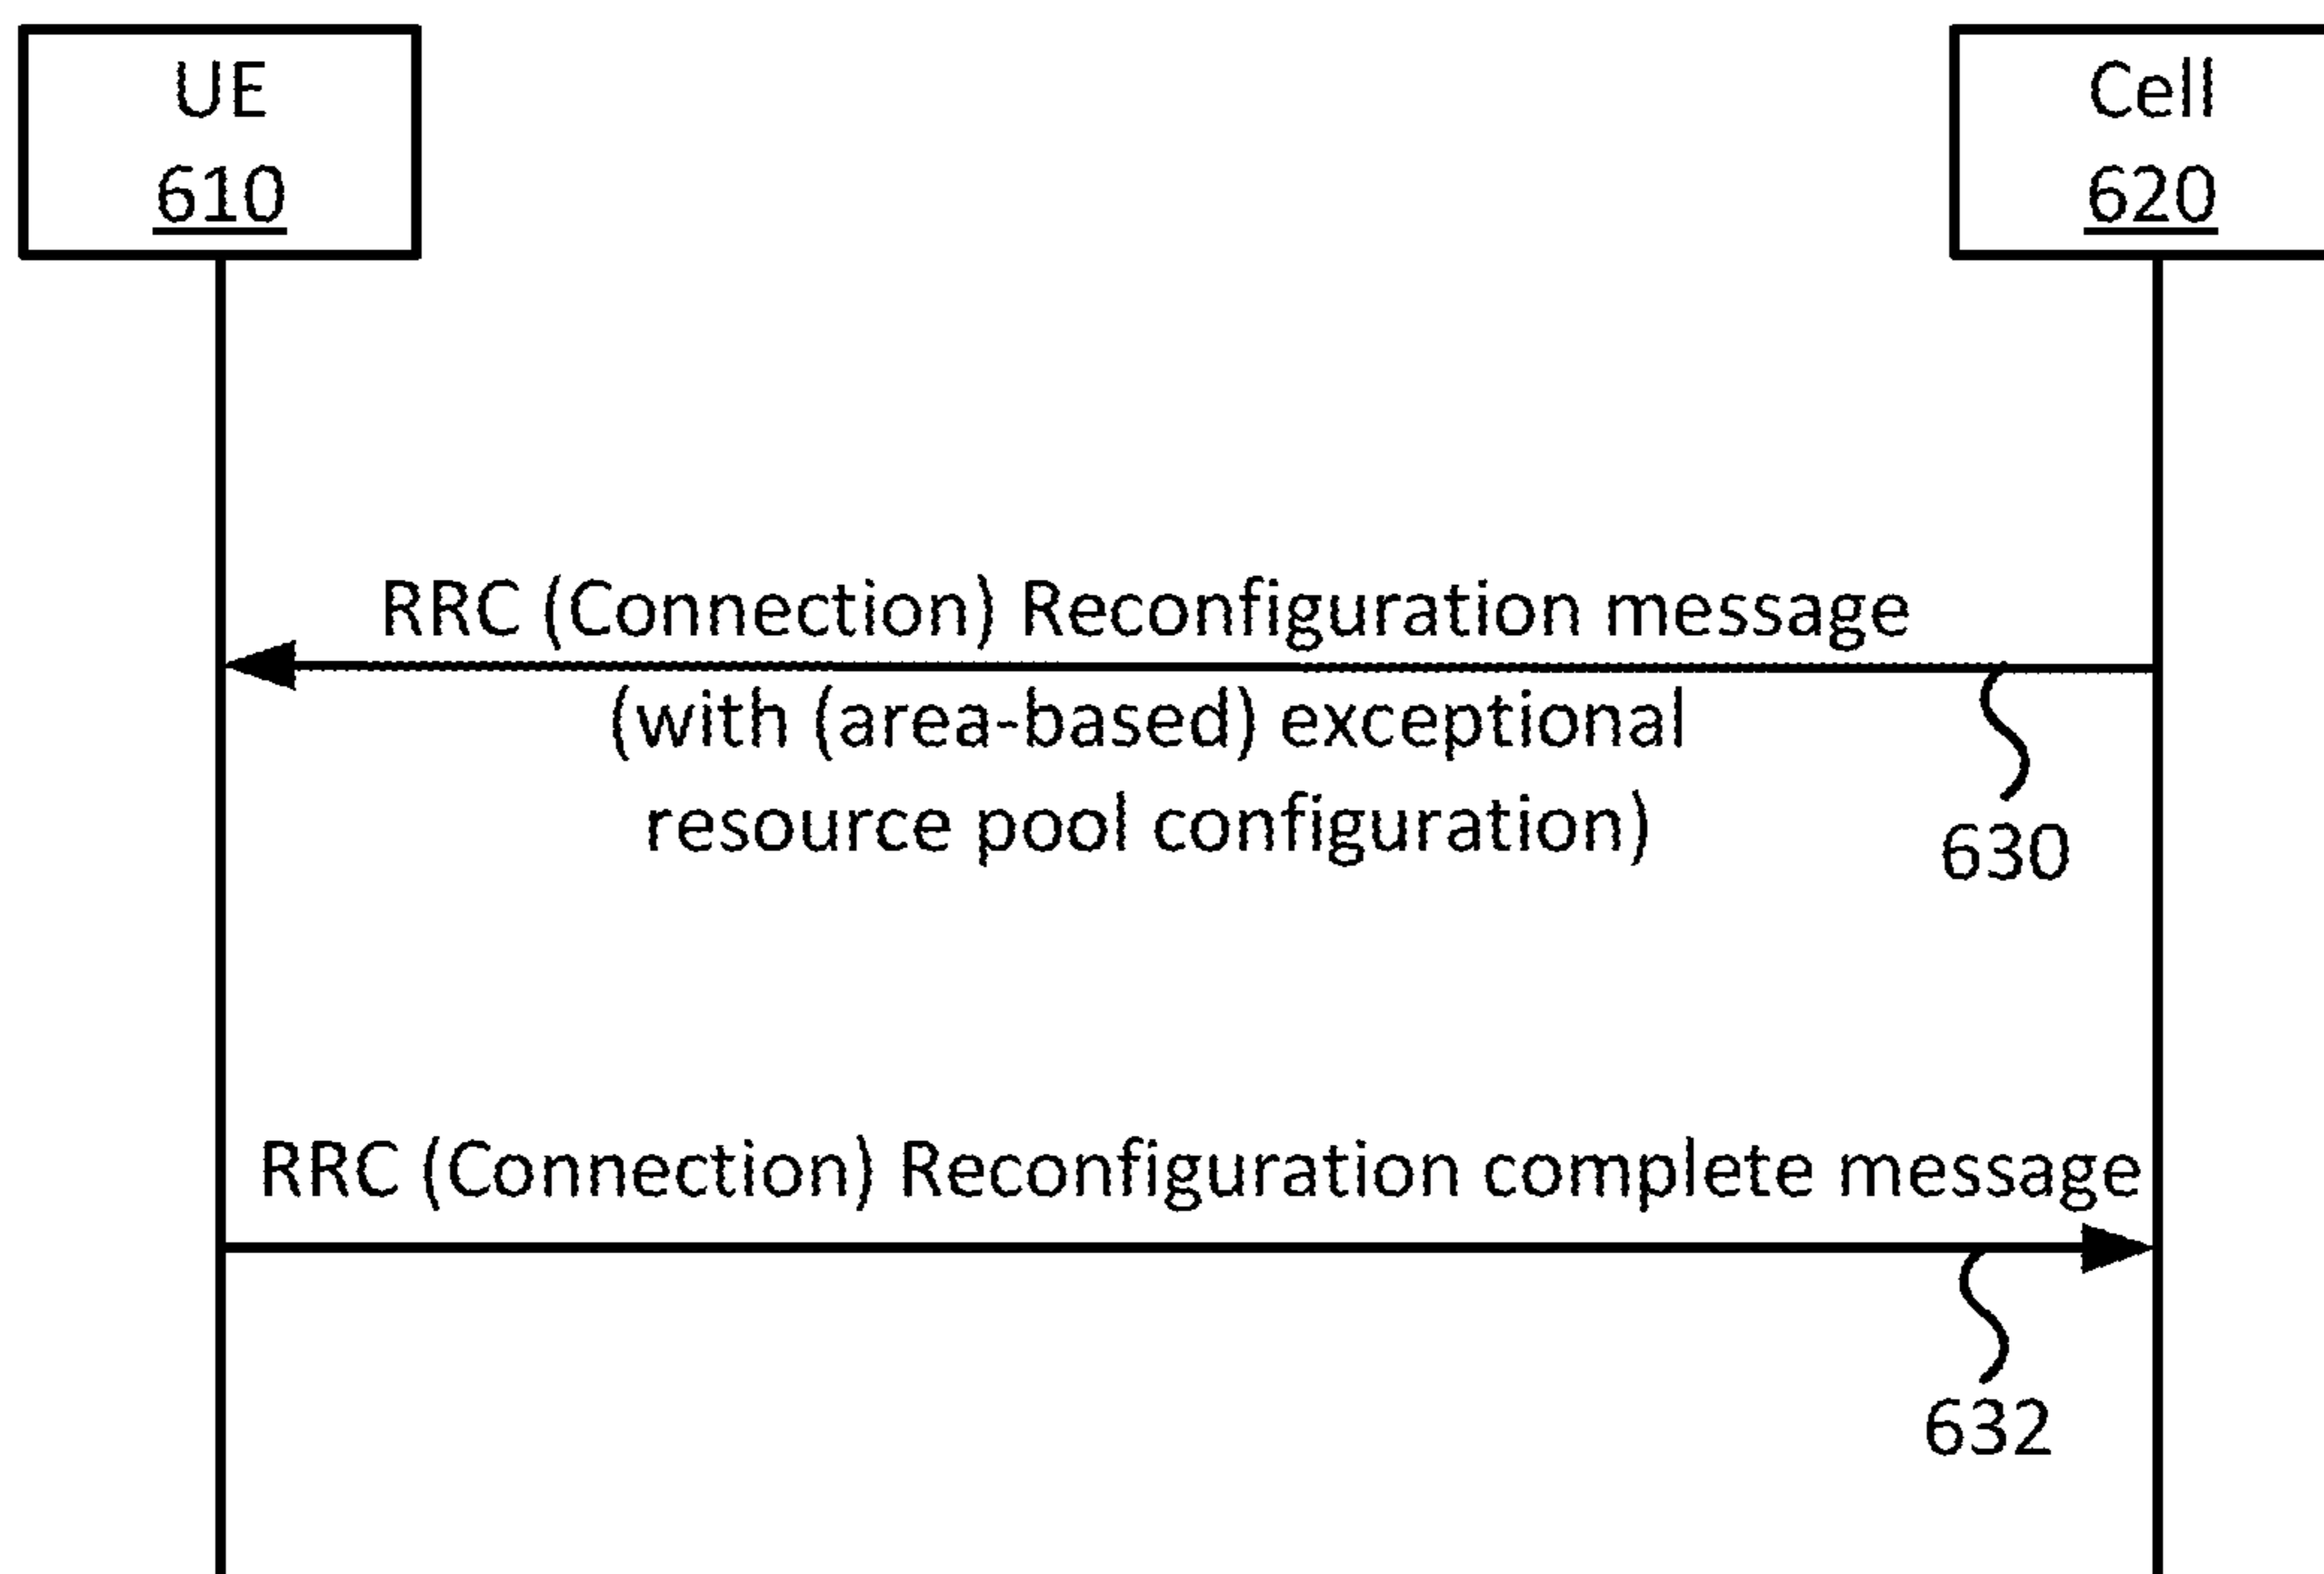 UE
610
Cell
620
RRC (Connection) Reconfiguration message
(with (area-based) exceptional
resource pool configuration)
630
RRC (Connection) Reconfiguration complete message
632